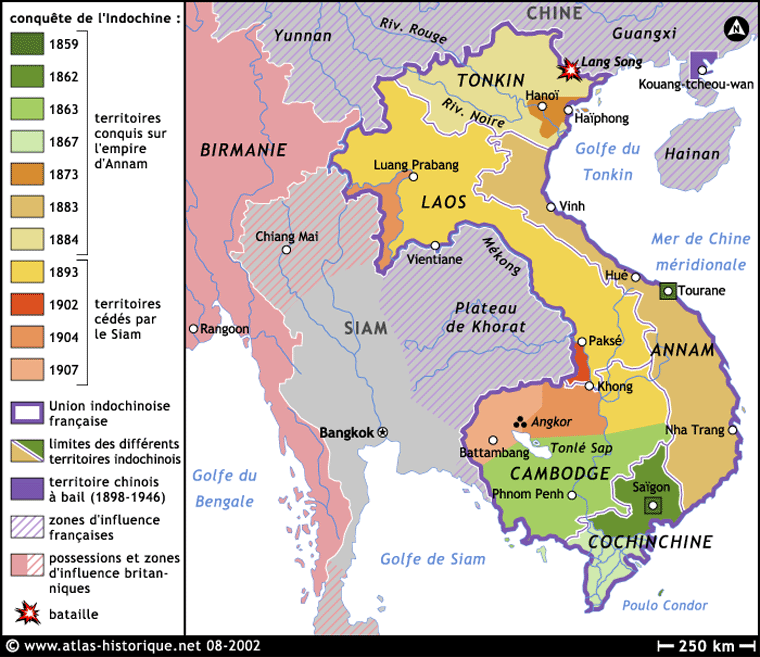 conquête de l'Indochine :
1859
1862
1863
1867
1873
1883
1884
territoires
conquis sur
l'empire
d'Annam
1893
1902
1904
1907
territoires
cédés par
le Siam
Union indochinoise
française
limites des différents
territoires indochinois
territoire chinois
à bail (1898-1946)
zones d'influence
françaises
possessions et zones
d'influence britan-
niques
bataille
CHINE
N
Yunnan
Riv. Rouge
Guangxi
Lang Song
TONKIN
Kouang-tcheou-wan
Hanoï
Riv. Noire
Haïphong
BIRMANIE
Golfe du
Tonkin
Hainan
Luang Prabang
LAOS
Vinh
Chiang Mai
Mékong
Vientiane
Mer de Chine
méridionale
Hué
Tourane
Plateau
de Khorat
SIAM
Rangoon
Paksé
ANNAM
Khong
Angkor
Bangkok
Nha Trang
Battambang
Tonlé Sap
CAMBODGE
Golfe du
Bengale
Saïgon
Phnom Penh
COCHINCHINE
Golfe de Siam
Poulo Condor
© www.atlas-historique.net 08-2002
250 km